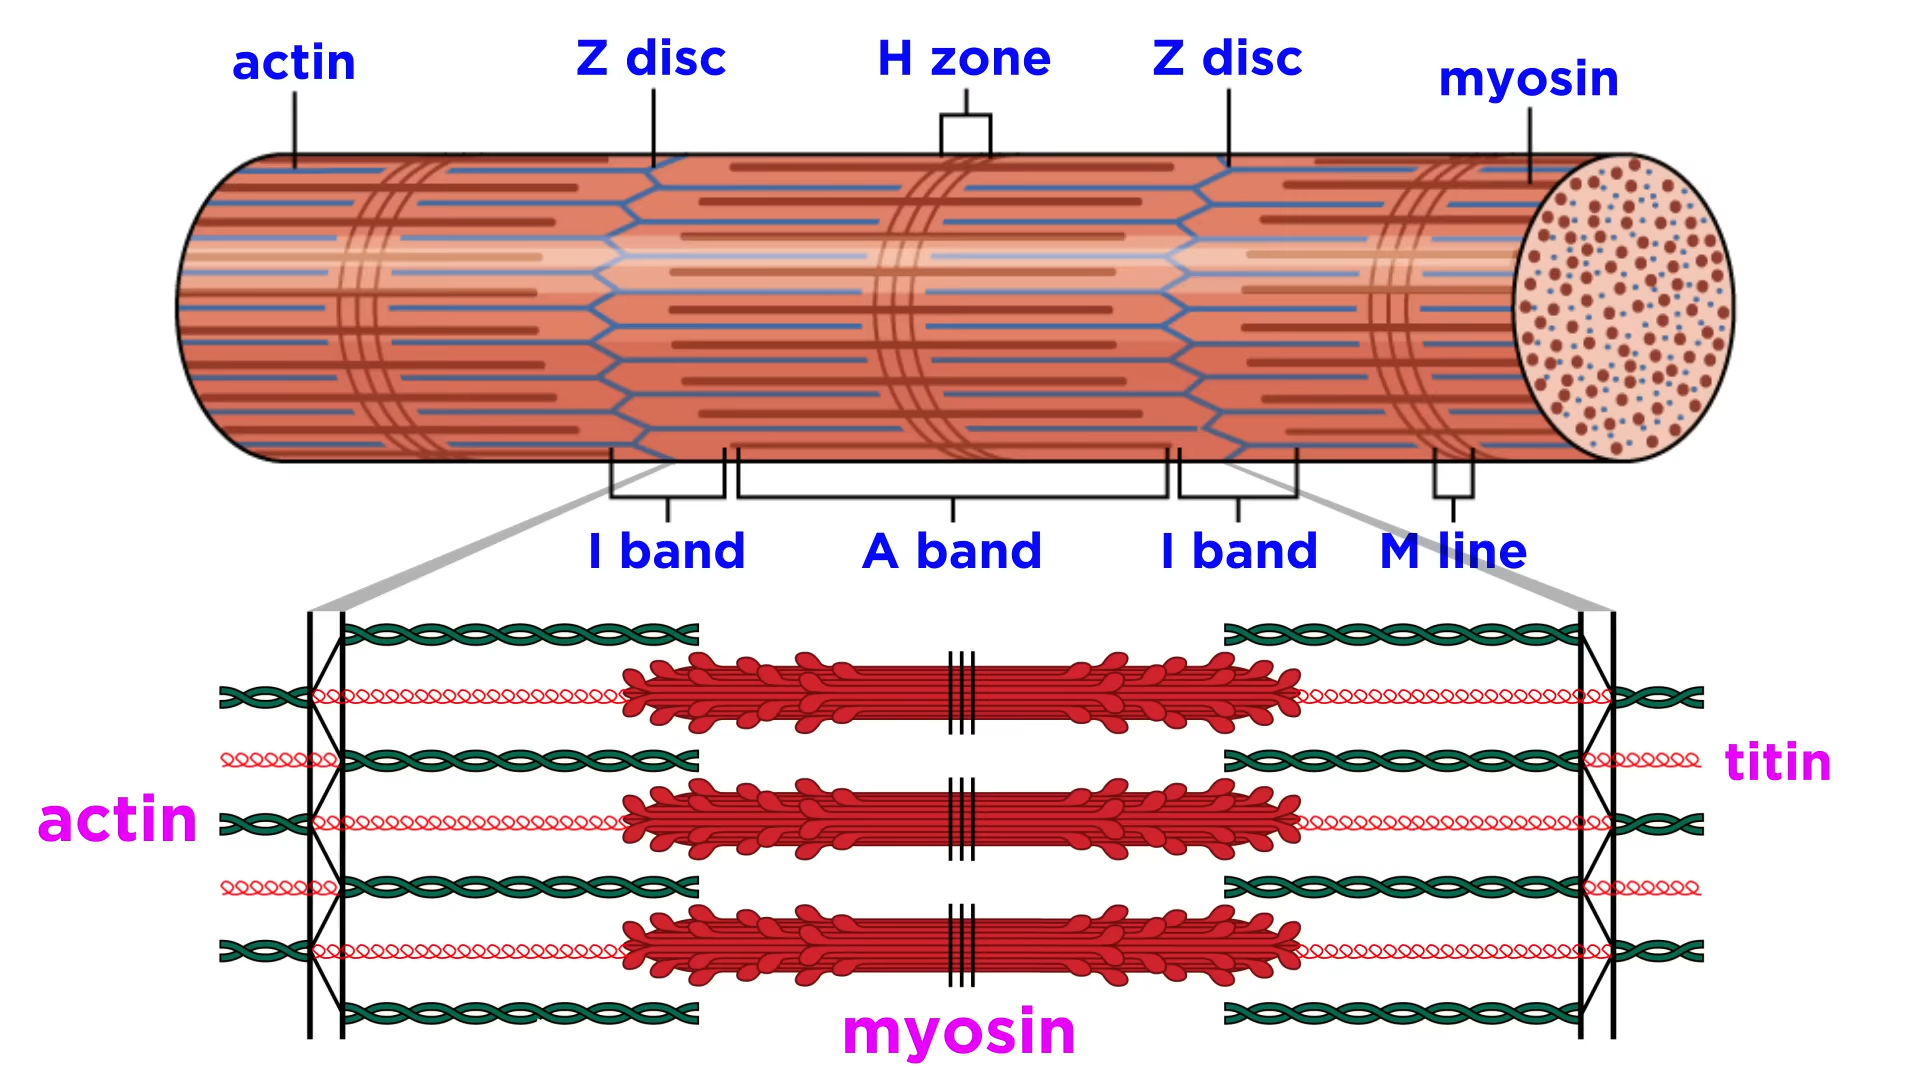 actin
Z disc
H zone
Z disc
myosin
I band
A band
I band
M line
actin
titin
myosin